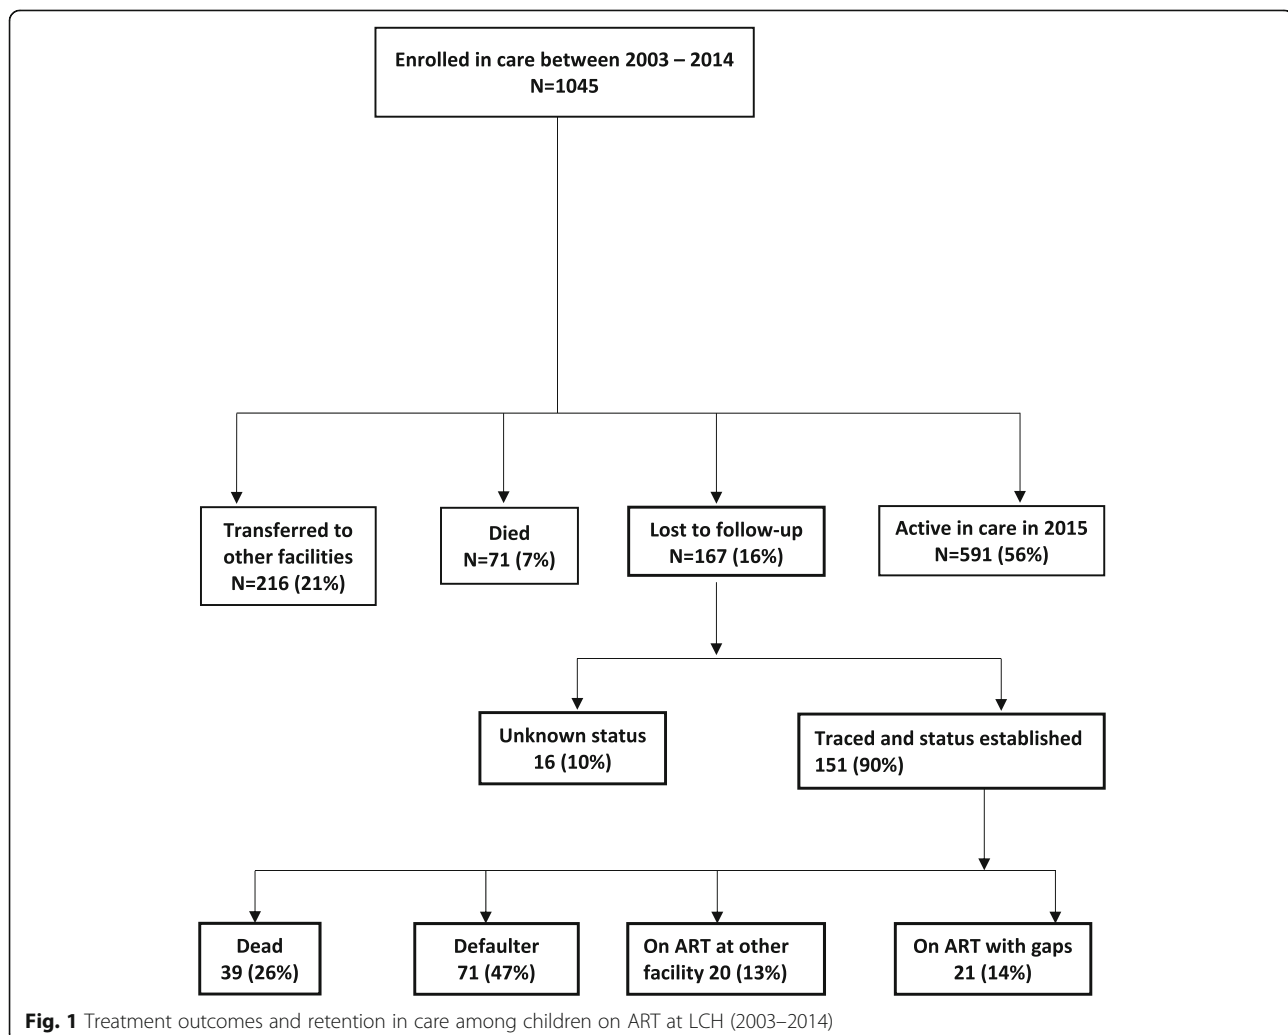 Enrolled in care between 2003 – 2014
N=1045
Transferred to
other facilities
N=216 (21%)
Died
N=71 (7%)
Lost to follow-up
N=167 (16%)
Active in care in 2015
N=591 (56%)
Unknown status
16 (10%)
Traced and status established
151 (90%)
Dead
39 (26%)
Defaulter
71 (47%)
On ART at other
facility 20 (13%)
On ART with gaps
21 (14%)
Fig. 1 Treatment outcomes and retention in care among children on ART at LCH (2003–2014)